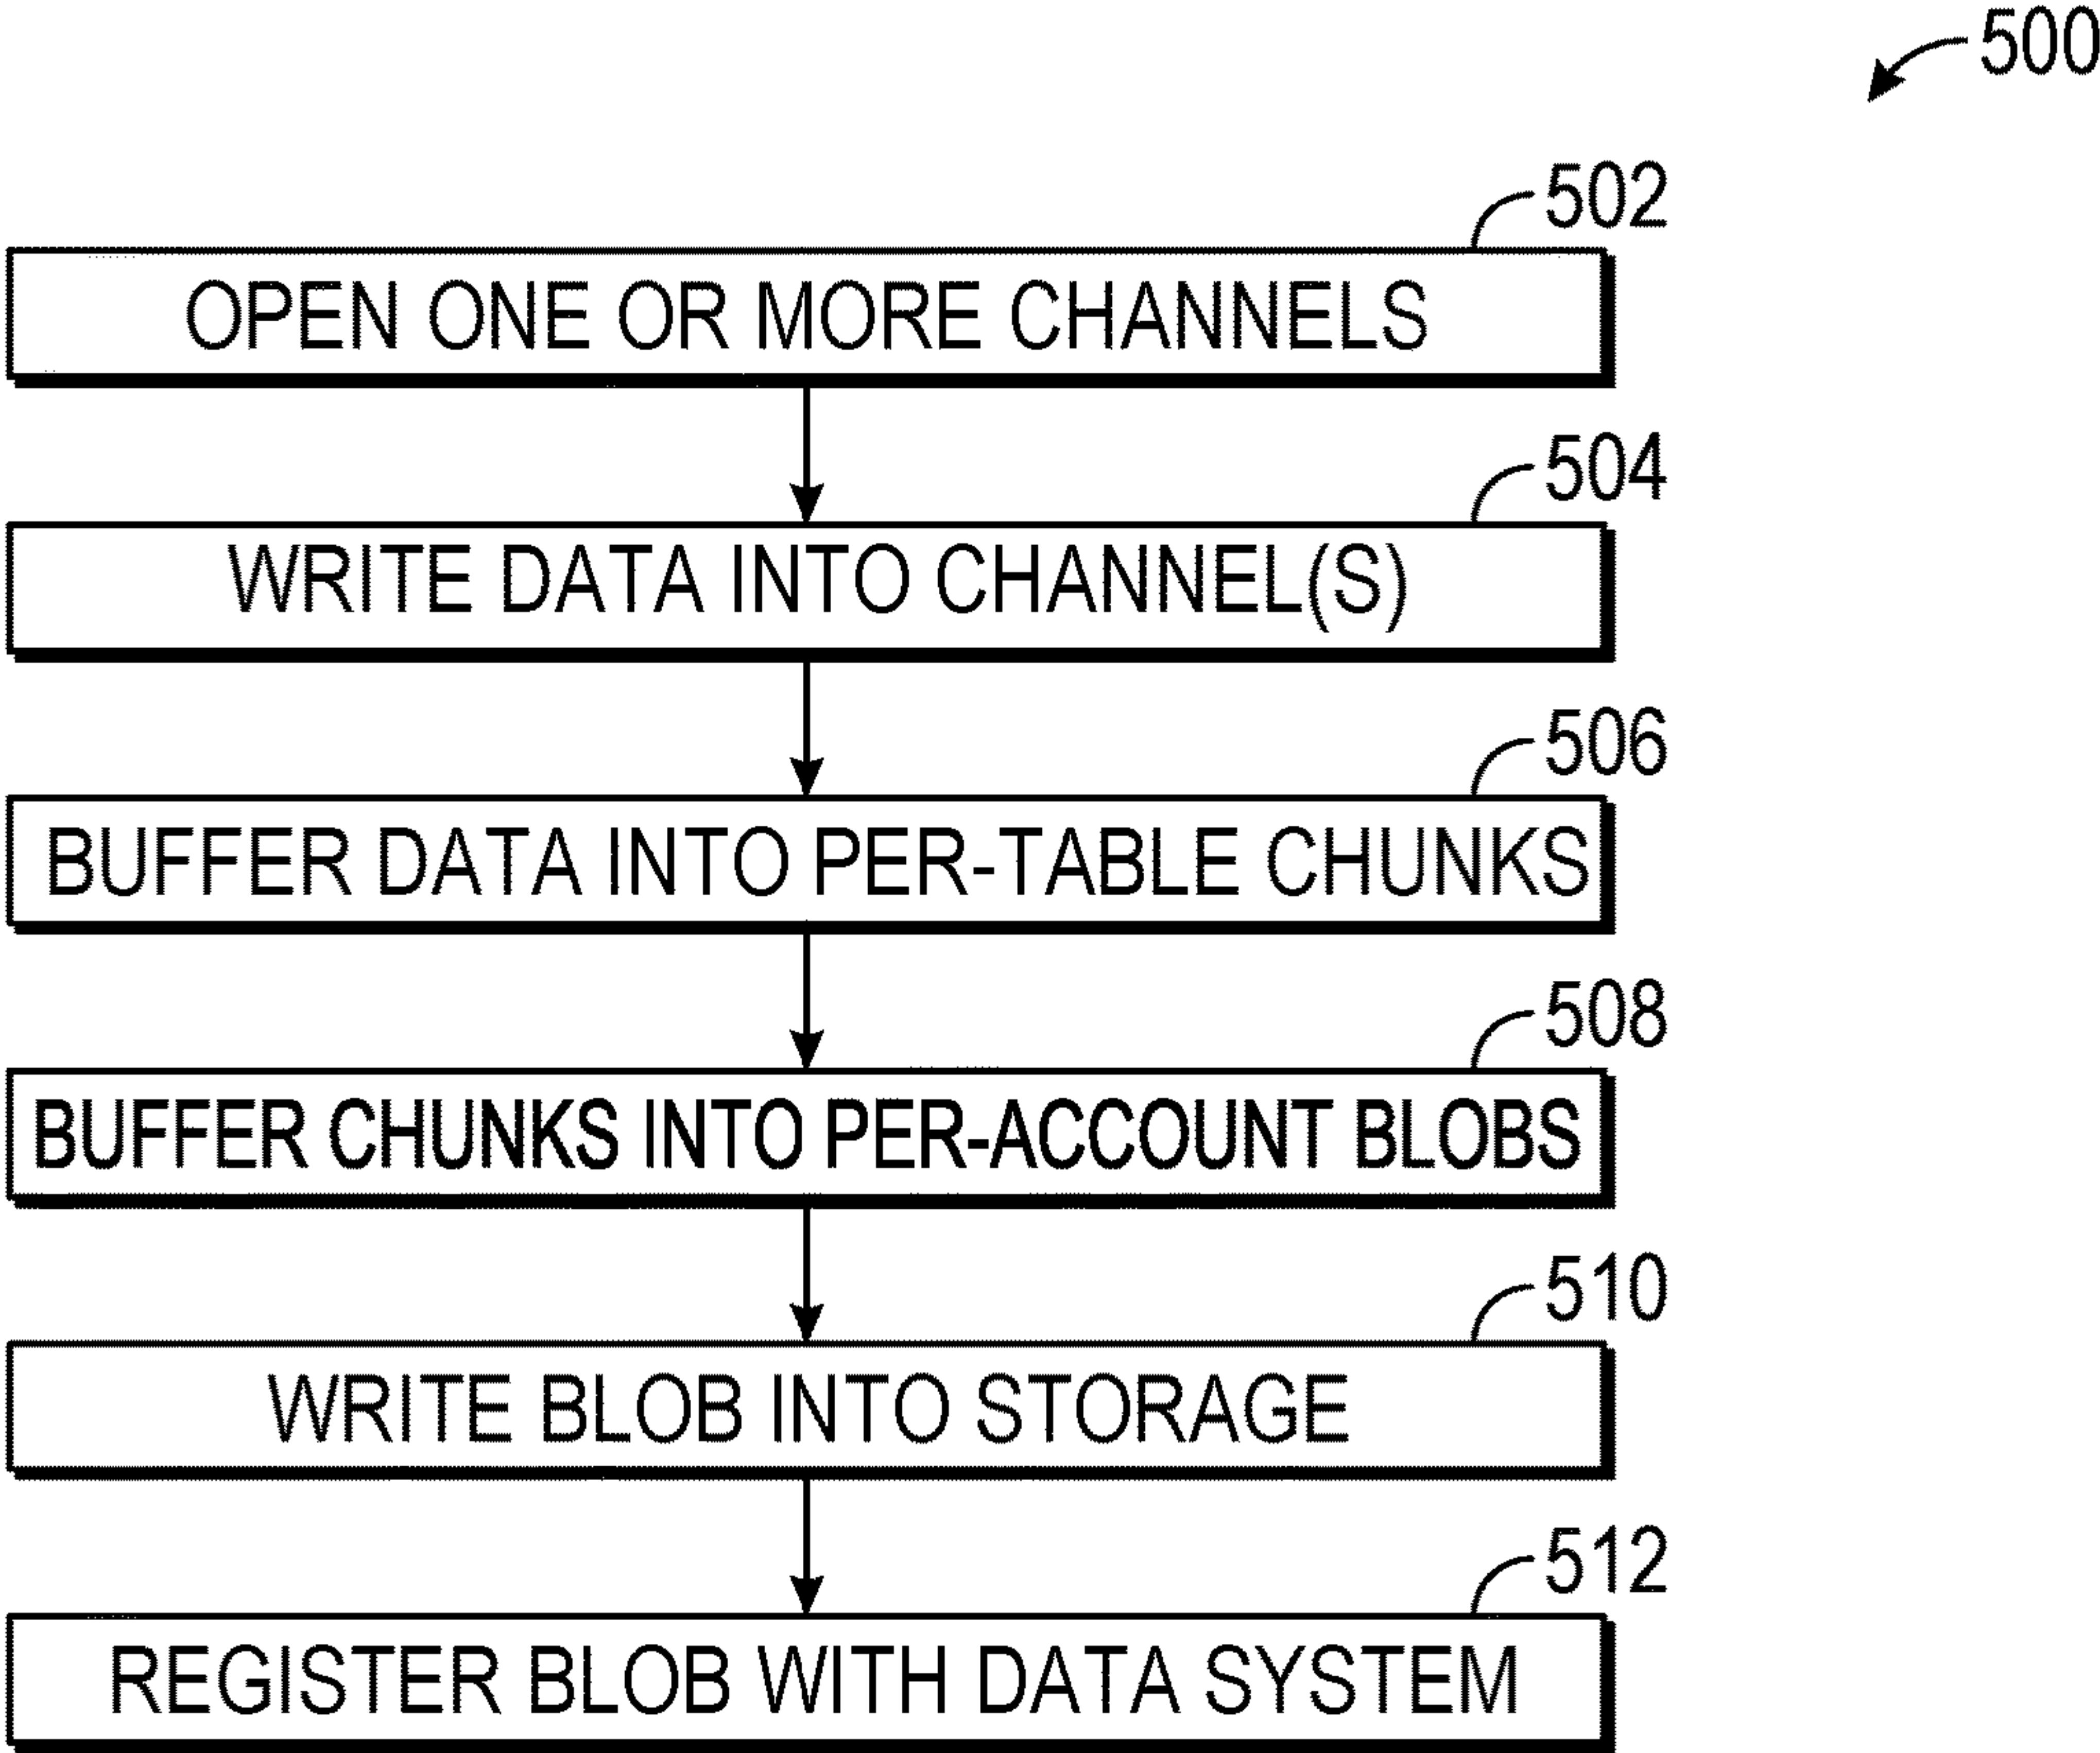 500
502
OPEN ONE OR MORE CHANNELS
504
WRITE DATA INTO CHANNEL(S)
506
BUFFER DATA INTO PER-TABLE CHUNKS
508
BUFFER CHUNKS INTO PER-ACCOUNT BLOBS
510
WRITE BLOB INTO STORAGE
512
REGISTER BLOB WITH DATA SYSTEM